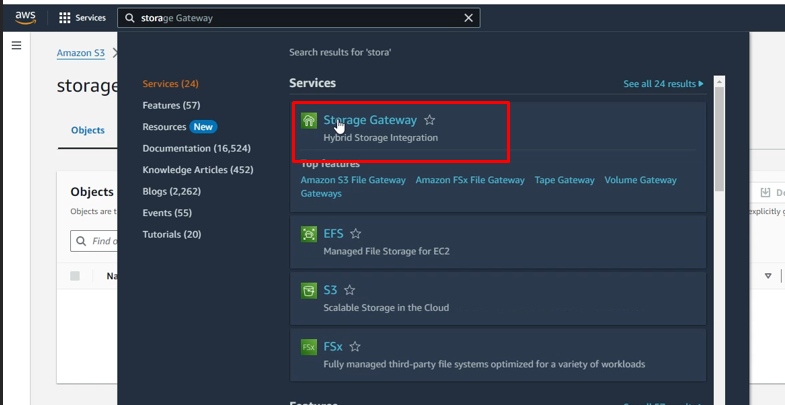 aws
Services
storage Gateway
Amazon S3
storage
Objects
Objects
Objects are t
Find o
Na
explicitly g
Search results for 'stora'
Services (24)
Features (57)
Resources New
Documentation (16,524)
Knowledge Articles (452)
Blogs (2,262)
Events (55)
Tutorials (20)
Services
See all 24 results
Storage Gateway
Hybrid Storage Integration
Top features
Amazon S3 File Gateway Amazon FSx File Gateway Tape Gateway Volume Gateway
Gateways
EFS
Managed File Storage for EC2
S3
Scalable Storage in the Cloud
FSx
FSx
Fully managed third-party file systems optimized for a variety of workloads
Features